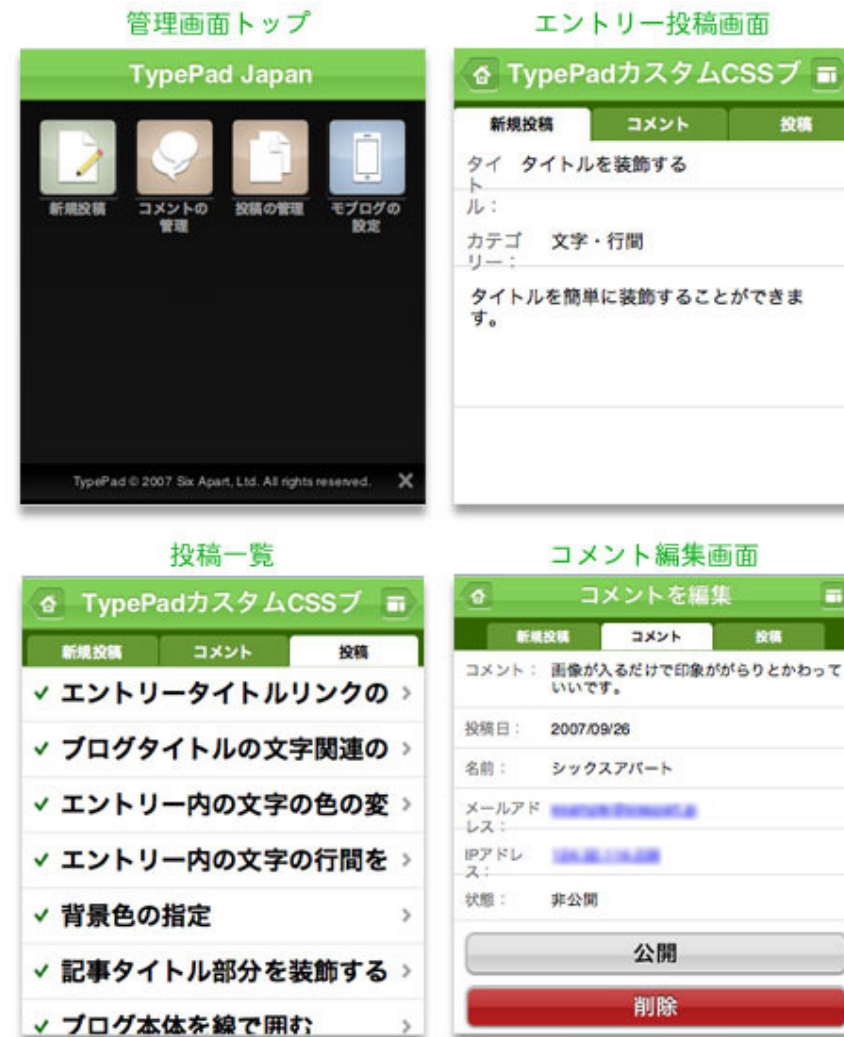 管理画面トップ
TypePad Japan
新規投稿
コメントの
管理
投稿の管理
モブログの
設定
TypePad © 2007 Six Apart, Ltd. All rights reserved.
エントリー投稿画面
TypePadカスタムCSSブ
新規投稿
コメント
投稿
タイ
ト
ル：
タイトルを装飾する
カテゴ
リー：
文字・行間
タイトルを簡単に装飾することができま
す。
投稿一覧
TypePadカスタムCSSブ
新規投稿
コメント
投稿
エントリータイトルリンクの
ブログタイトルの文字関連の
エントリー内の文字の色の変
エントリー内の文字の行間を
背景色の指定
記事タイトル部分を装飾する
ブログ本体を線で囲む
コメント編集画面
コメントを編集
新規投稿
コメント
投稿
コメント：
画像が入るだけで印象ががらりとかわって
いいです。
投稿日：
2007/09/26
名前：
シックスアパート
メールアド
レス：
IPアドレ
ス：
状態：
非公開
公開
削除